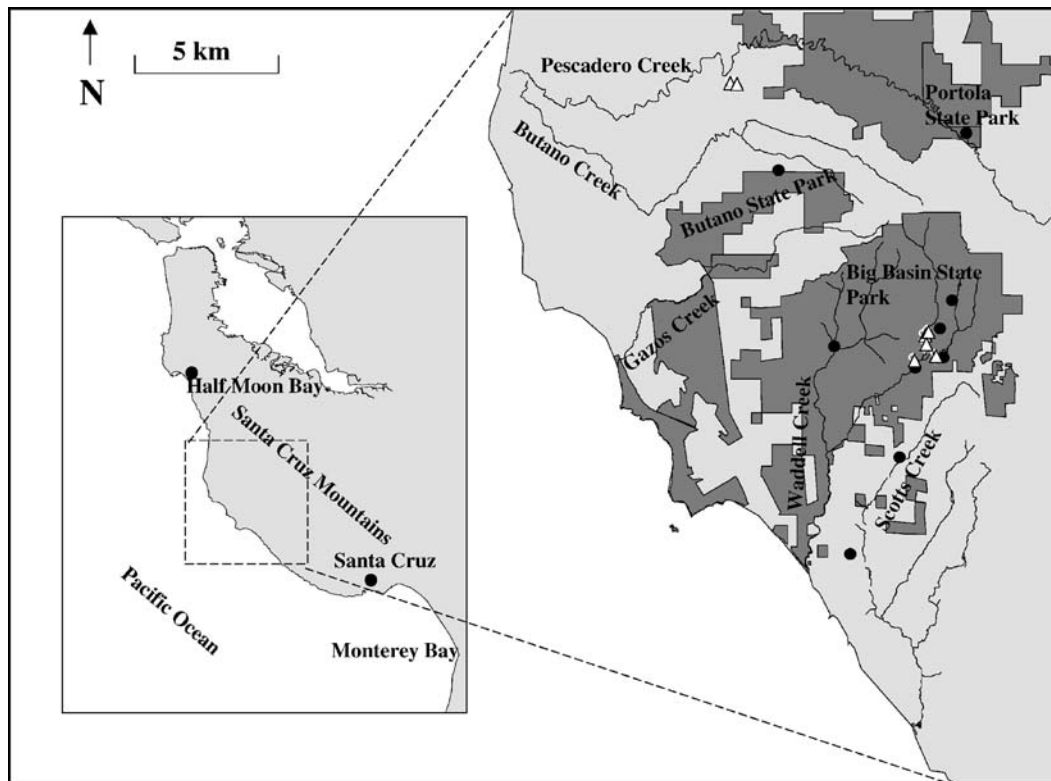 N
5 km
Pescadero Creek
Portola
State Park
Butano Creek
Butano State Park
Big Basin State
Park
Gazos Creek
Waddell Creek
Scotts Creek
Half Moon Bay
Santa Cruz Mountains
Santa Cruz
Pacific Ocean
Monterey Bay